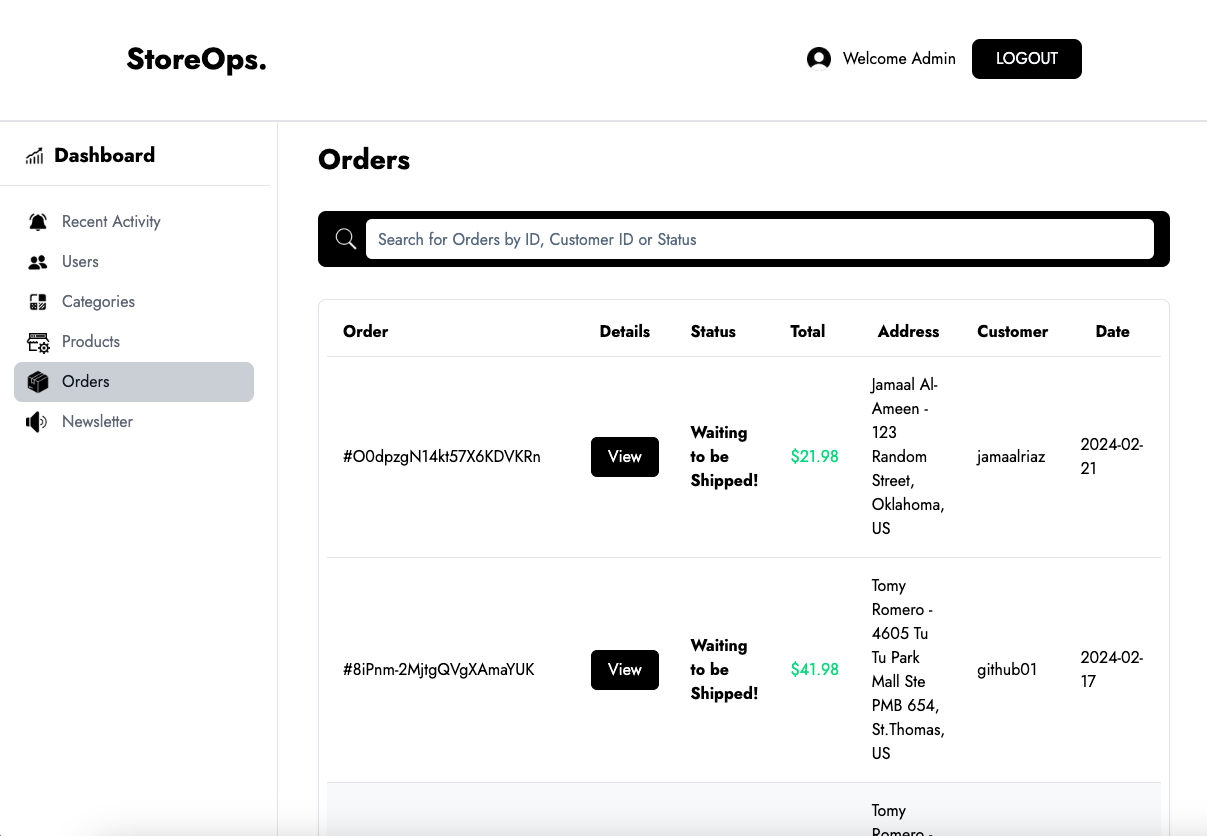 StoreOps.
Welcome Admin
LOGOUT
Dashboard
Recent Activity
Users
Categories
Products
Orders
Newsletter
Orders
Search for Orders by ID, Customer ID or Status
Order Details Status Total Address Customer Date
#O0dpzgN14kt57X6KDVKRn
View
Waiting
to be
Shipped!
$21.98
Jamaal Al-
Ameen -
123
Random
Street,
Oklahoma,
US
jamaalriaz
2024-02-
21
#8iPnm-2MjtgQVgXAmaYUK
View
Waiting
to be
Shipped!
$41.98
Tomy
Romero -
4605 Tu
Tu Park
Mall Ste
PMB 654,
St.Thomas,
US
github01
2024-02-
17
Tomy
Romero -